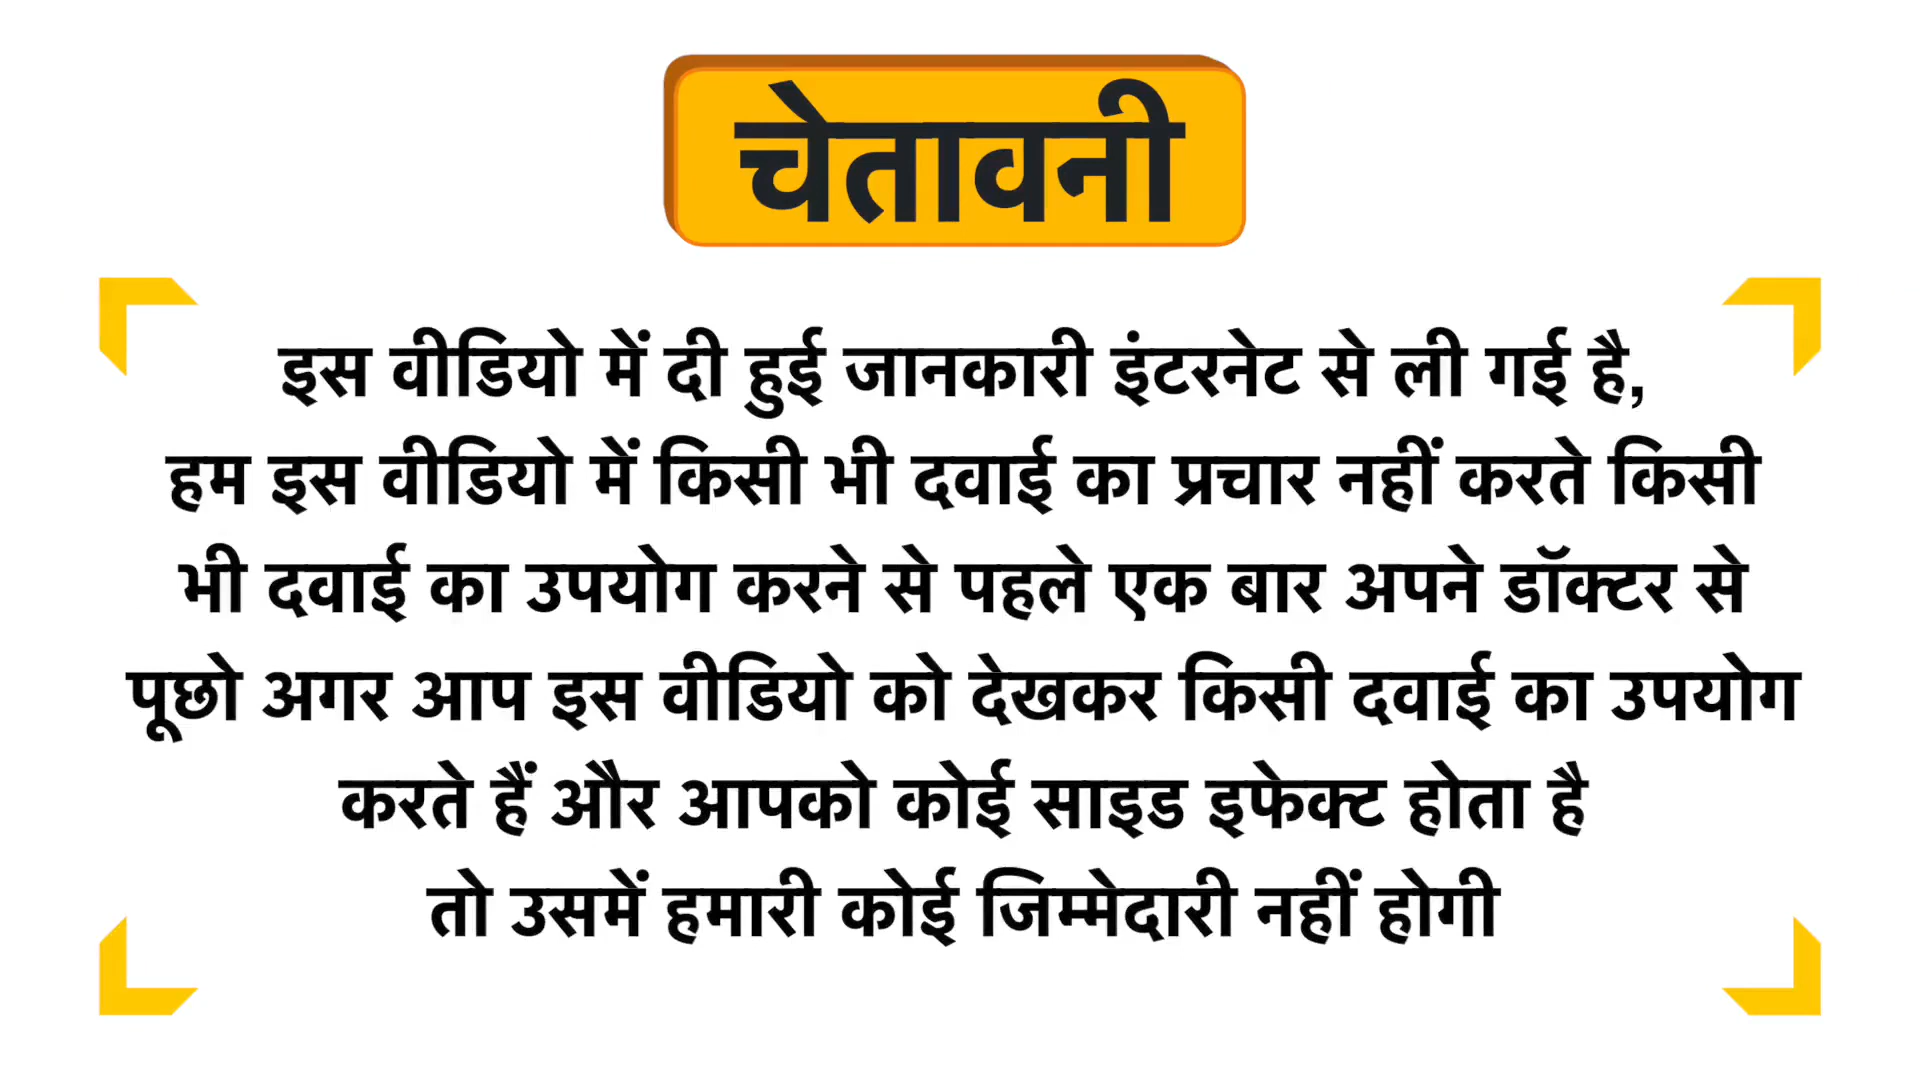 चेतावनी
इस वीडियो में दी हुई जानकारी इंटरनेट से ली गई है,
हम इस वीडियो में किसी भी दवाई का प्रचार नहीं करते किसी
भी दवाई का उपयोग करने से पहले एक बार अपने डॉक्टर से
पूछो अगर आप इस वीडियो को देखकर किसी दवाई का उपयोग
करते हैं और आपको कोई साइड इफेक्ट होता है
तो उसमें हमारी कोई जिम्मेदारी नहीं होगी